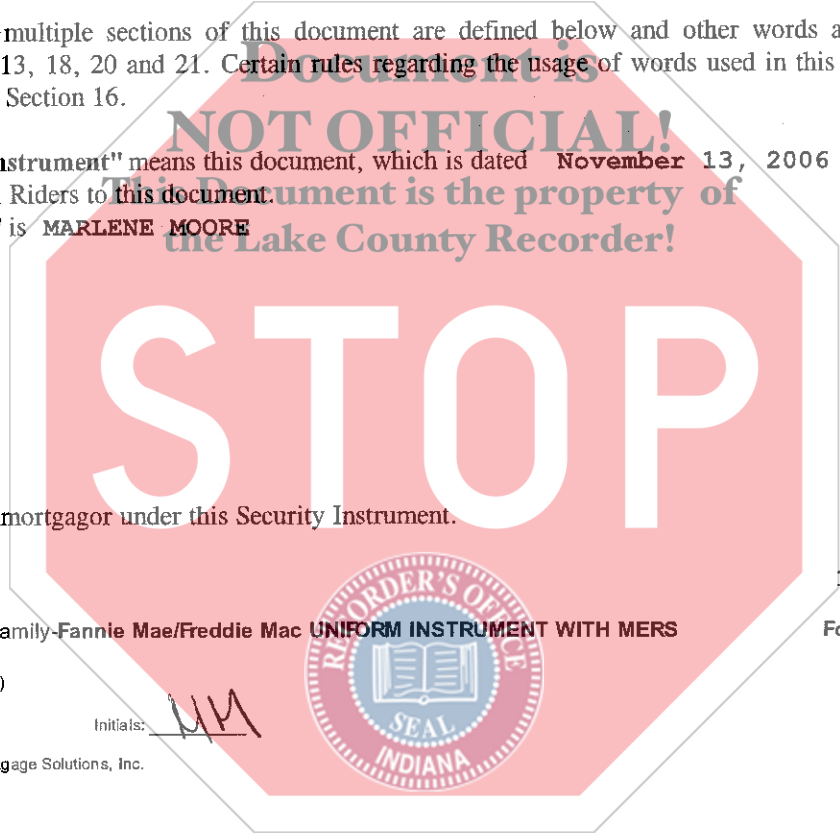 multiple sections of this document are defined below and other words a
13, 18, 20 and 21. Certain rules regarding the usage of words used in this
Section 16.
Document is
NOT OFFICIAL!
This Document is the property of
the Lake County Recorder!
nstrument" means this document, which is dated November 13, 2006
Riders to this document.
is MARLENE MOORE
STOP
mortgagor under this Security Instrument.
amily-Fannie Mae/Freddie Mac UNIFORM INSTRUMENT WITH MERS
Fo
)
Initials: MM
gage Solutions, Inc.
RECORDER'S OFFICE
SEAL
INDIANA